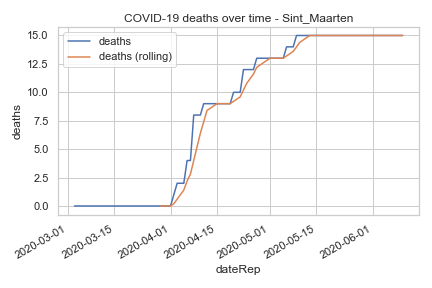 COVID-19 deaths over time - Sint_Maarten
deaths
deaths (rolling)
15.0
12.5
10.0
7.5
5.0
2.5
0.0
deaths
2020-03-01
2020-03-15
2020-04-01
2020-04-15
2020-05-01
2020-05-15
2020-06-01
dateRep